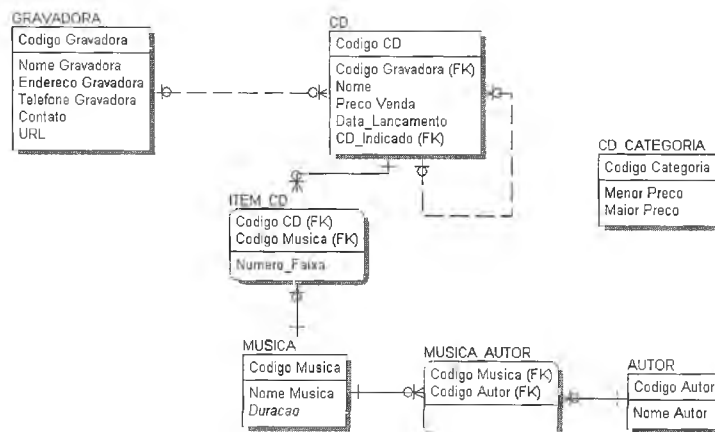 GRAVADORA
Codigo Gravadora
Nome Gravadora
Endereco Gravadora
Telefone Gravadora
Contato
URL
CD
Codigo CD
Codigo Gravadora (FK)
Nome
Preco Venda
Data_Lancamento
CD_Indicado (FK)
CD_CATEGORIA
Codigo Categoria
Menor Preco
Maior Preco
ITEM_CD
Codigo CD (FK)
Codigo Musica (FK)
Numero_Faixa
MUSICA
Codigo Musica
Nome Musica
Duracao
MUSICA_AUTOR
Codigo Musica (FK)
Codigo Autor (FK)
AUTOR
Codigo Autor
Nome Autor